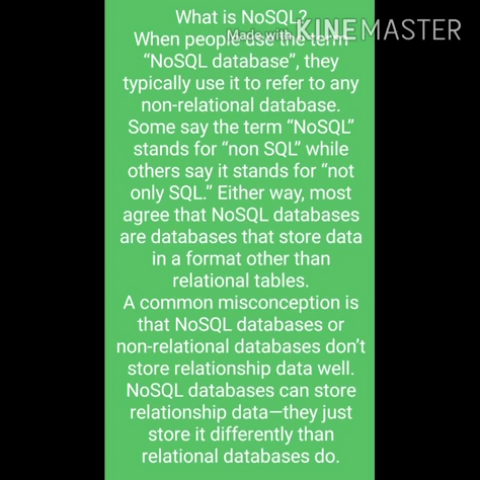 What is NoSQL?
Made with KINEMASTER
When people use the term
“NoSQL database”, they
typically use it to refer to any
non-relational database.
Some say the term “NoSQL”
stands for “non SQL” while
others say it stands for “not
only SQL.” Either way, most
agree that NoSQL databases
are databases that store data
in a format other than
relational tables.
A common misconception is
that NoSQL databases or
non-relational databases don’t
store relationship data well.
NoSQL databases can store
relationship data—they just
store it differently than
relational databases do.